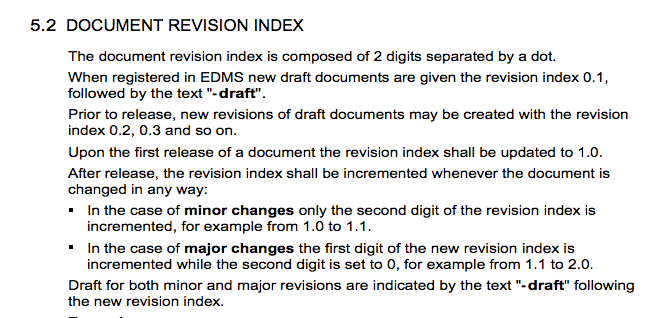 5.2 DOCUMENT REVISION INDEX
The document revision index is composed of 2 digits separated by a dot.
When registered in EDMS new draft documents are given the revision index 0.1,
followed by the text "-draft".
Prior to release, new revisions of draft documents may be created with the revision
index 0.2, 0.3 and so on.
Upon the first release of a document the revision index shall be updated to 1.0.
After release, the revision index shall be incremented whenever the document is
changed in any way:
▪ In the case of minor changes only the second digit of the revision index is
incremented, for example from 1.0 to 1.1.
▪ In the case of major changes the first digit of the new revision index is
incremented while the second digit is set to 0, for example from 1.1 to 2.0.
Draft for both minor and major revisions are indicated by the text "-draft" following
the new revision index.